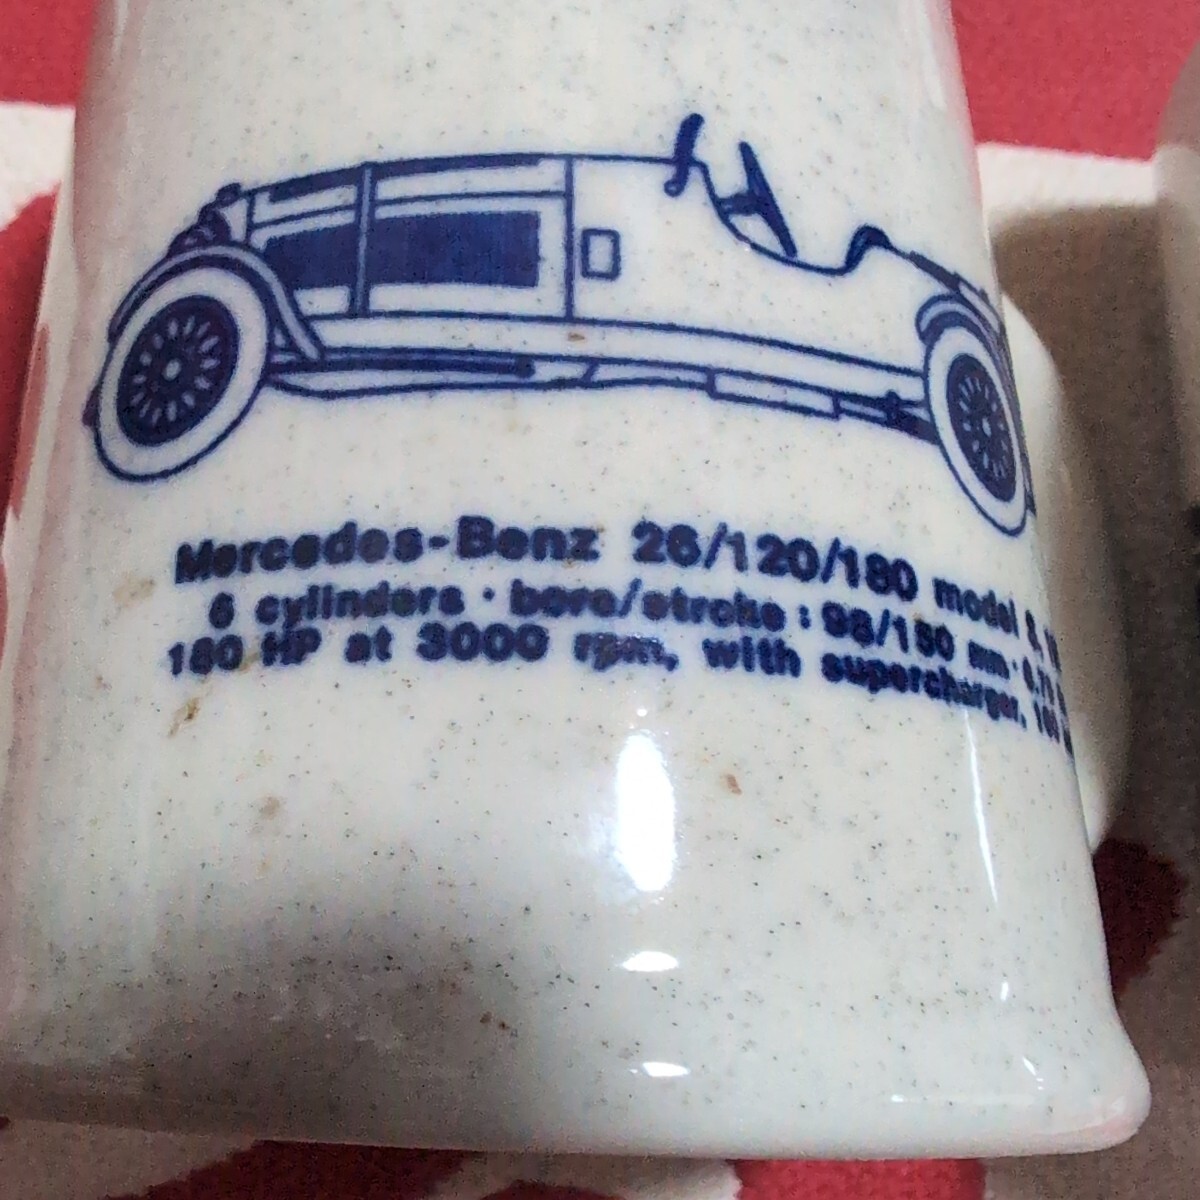 Mercedes-Benz 26/120/180 model S,
6 cylinders · bore/stroke : 98/150 mm ·
180 HP at 3000 rpm, with supercharger,